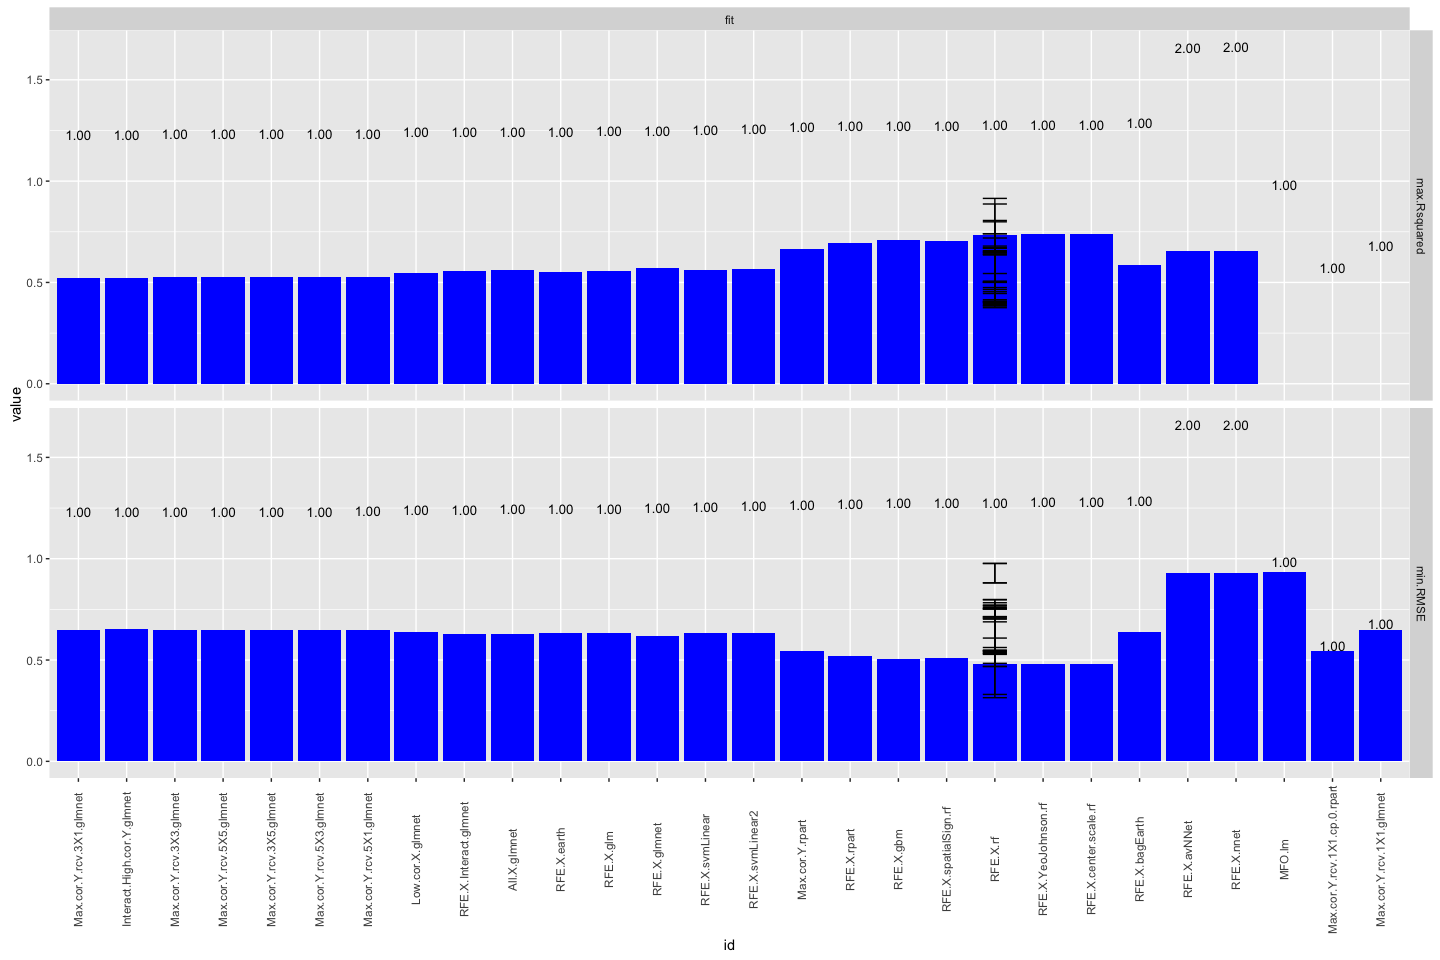 fit
1.5
1.0
0.5
0.0
2.00 2.00
1.00 1.00 1.00 1.00 1.00 1.00 1.00 1.00 1.00 1.00 1.00 1.00 1.00 1.00 1.00 1.00 1.00 1.00 1.00 1.00 1.00 1.00 1.00
1.00
1.00
1.00
max.Rsquared
value
1.5
1.0
0.5
0.0
2.00 2.00
1.00 1.00 1.00 1.00 1.00 1.00 1.00 1.00 1.00 1.00 1.00 1.00 1.00 1.00 1.00 1.00 1.00 1.00 1.00 1.00 1.00 1.00 1.00
1.00
1.00
1.00
min.RMSE
Max.cor.Y.rcv.3X1.glmnet
Interact.High.cor.Y.glmnet
Max.cor.Y.rcv.3X3.glmnet
Max.cor.Y.rcv.5X5.glmnet
Max.cor.Y.rcv.3X5.glmnet
Max.cor.Y.rcv.5X3.glmnet
Max.cor.Y.rcv.5X1.glmnet
Low.cor.X.glmnet
RFE.X.Interact.glmnet
All.X.glmnet
RFE.X.earth
RFE.X.glm
RFE.X.glmnet
RFE.X.svmLinear
RFE.X.svmLinear2
Max.cor.Y.rpart
RFE.X.rpart
RFE.X.gbm
RFE.X.spatialSign.rf
RFE.X.rf
RFE.X.YeoJohnson.rf
RFE.X.center.scale.rf
RFE.X.bagEarth
RFE.X.avNNet
RFE.X.nnet
MFO.lm
Max.cor.Y.rcv.1X1.cp.0.rpart
Max.cor.Y.rcv.1X1.glmnet
id